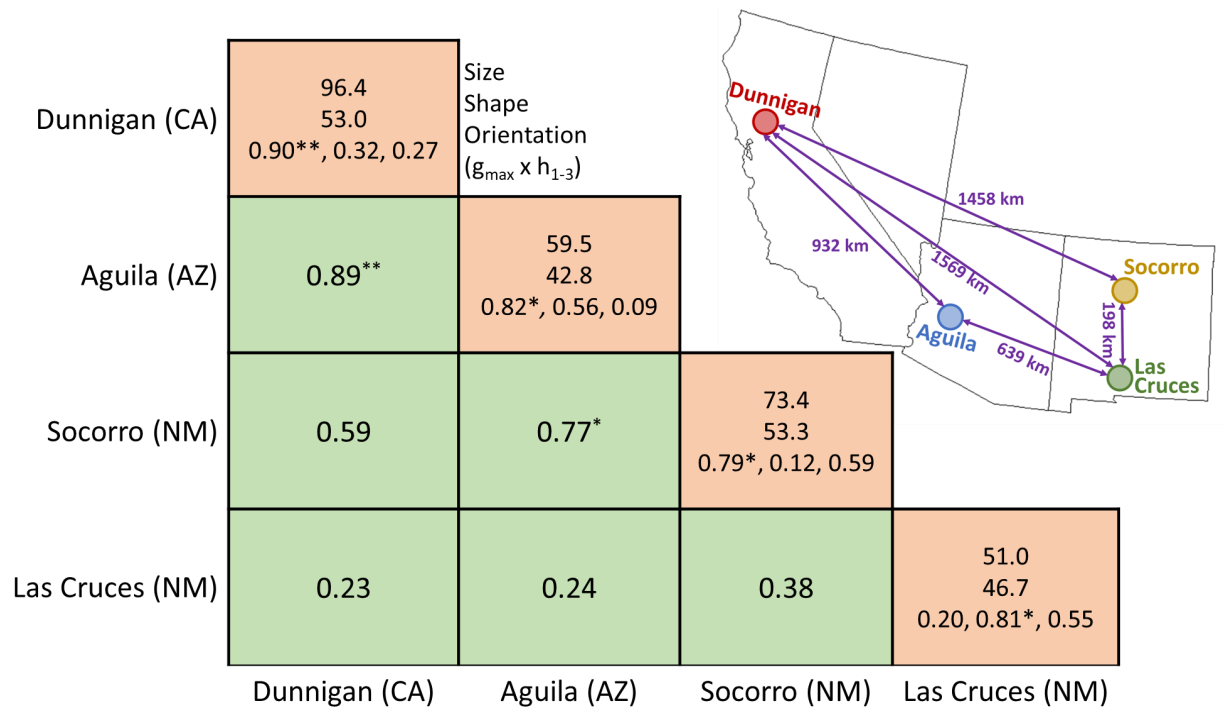 Dunnigan (CA)
96.4
53.0
0.90**, 0.32, 0.27
Size
Shape
Orientation
(gmax x h1-3)
Aguila (AZ)
0.89**
59.5
42.8
0.82*, 0.56, 0.09
Socorro (NM)
0.59
0.77*
73.4
53.3
0.79*, 0.12, 0.59
Las Cruces (NM)
0.23
0.24
0.38
51.0
46.7
0.20, 0.81*, 0.55
Dunnigan (CA)
Aguila (AZ)
Socorro (NM)
Las Cruces (NM)
Dunnigan
1458 km
932 km
1569 km
Socorro
198 km
Aguila
639 km
Las
Cruces